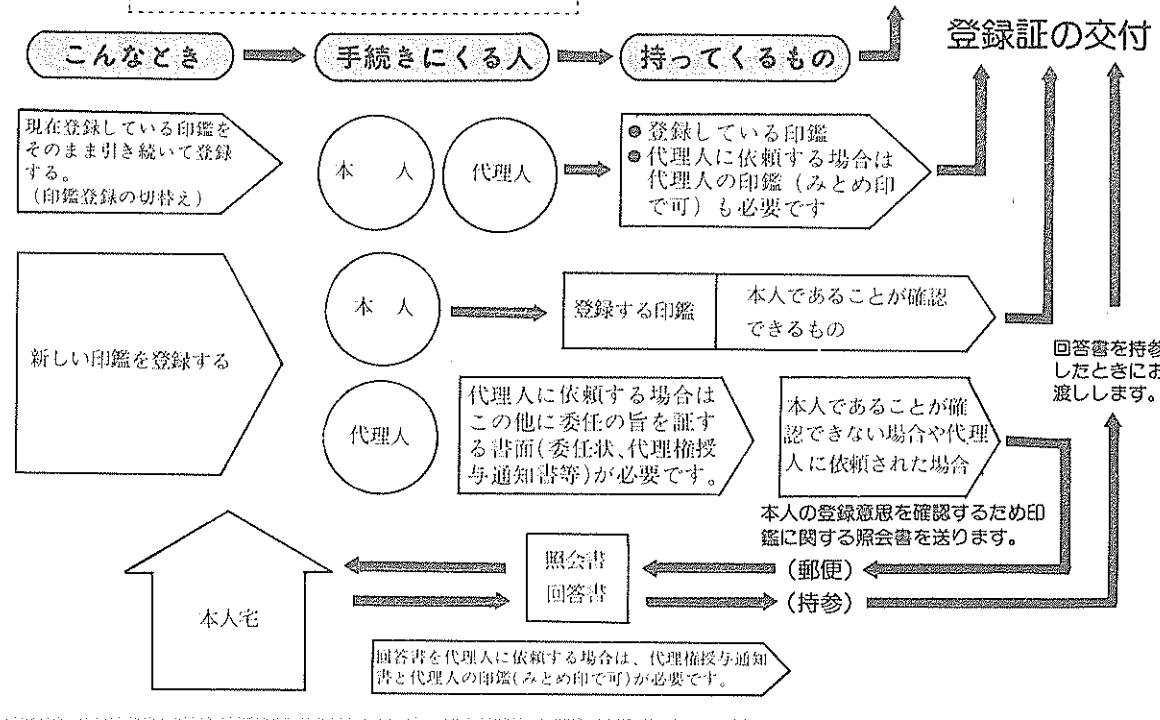 こんなとき
手続きにくる人
持ってくるもの
登録証の交付
現在登録している印鑑を
そのまま引き続いて登録
する。
(印鑑登録の切替え)
本 人
代理人
●登録している印鑑
●代理人に依頼する場合は
代理人の印鑑(みとめ印
で可)も必要です
新しい印鑑を登録する
本 人
登録する印鑑
本人であることが確認
できるもの
代理人
代理人に依頼する場合は
この他に委任の旨を証す
る書面(委任状、代理権授
与通知書等)が必要です。
本人であることが確
認できない場合や代理
人に依頼された場合
回答書を持参
したときにお
渡しします。
本人の登録意思を確認するため印
鑑に関する照会書を送ります。
本人宅
照会書
回答書
(郵便)
(持参)
回答書を代理人に依頼する場合は、代理権授与通知
書と代理人の印鑑(みとめ印で可)が必要です。